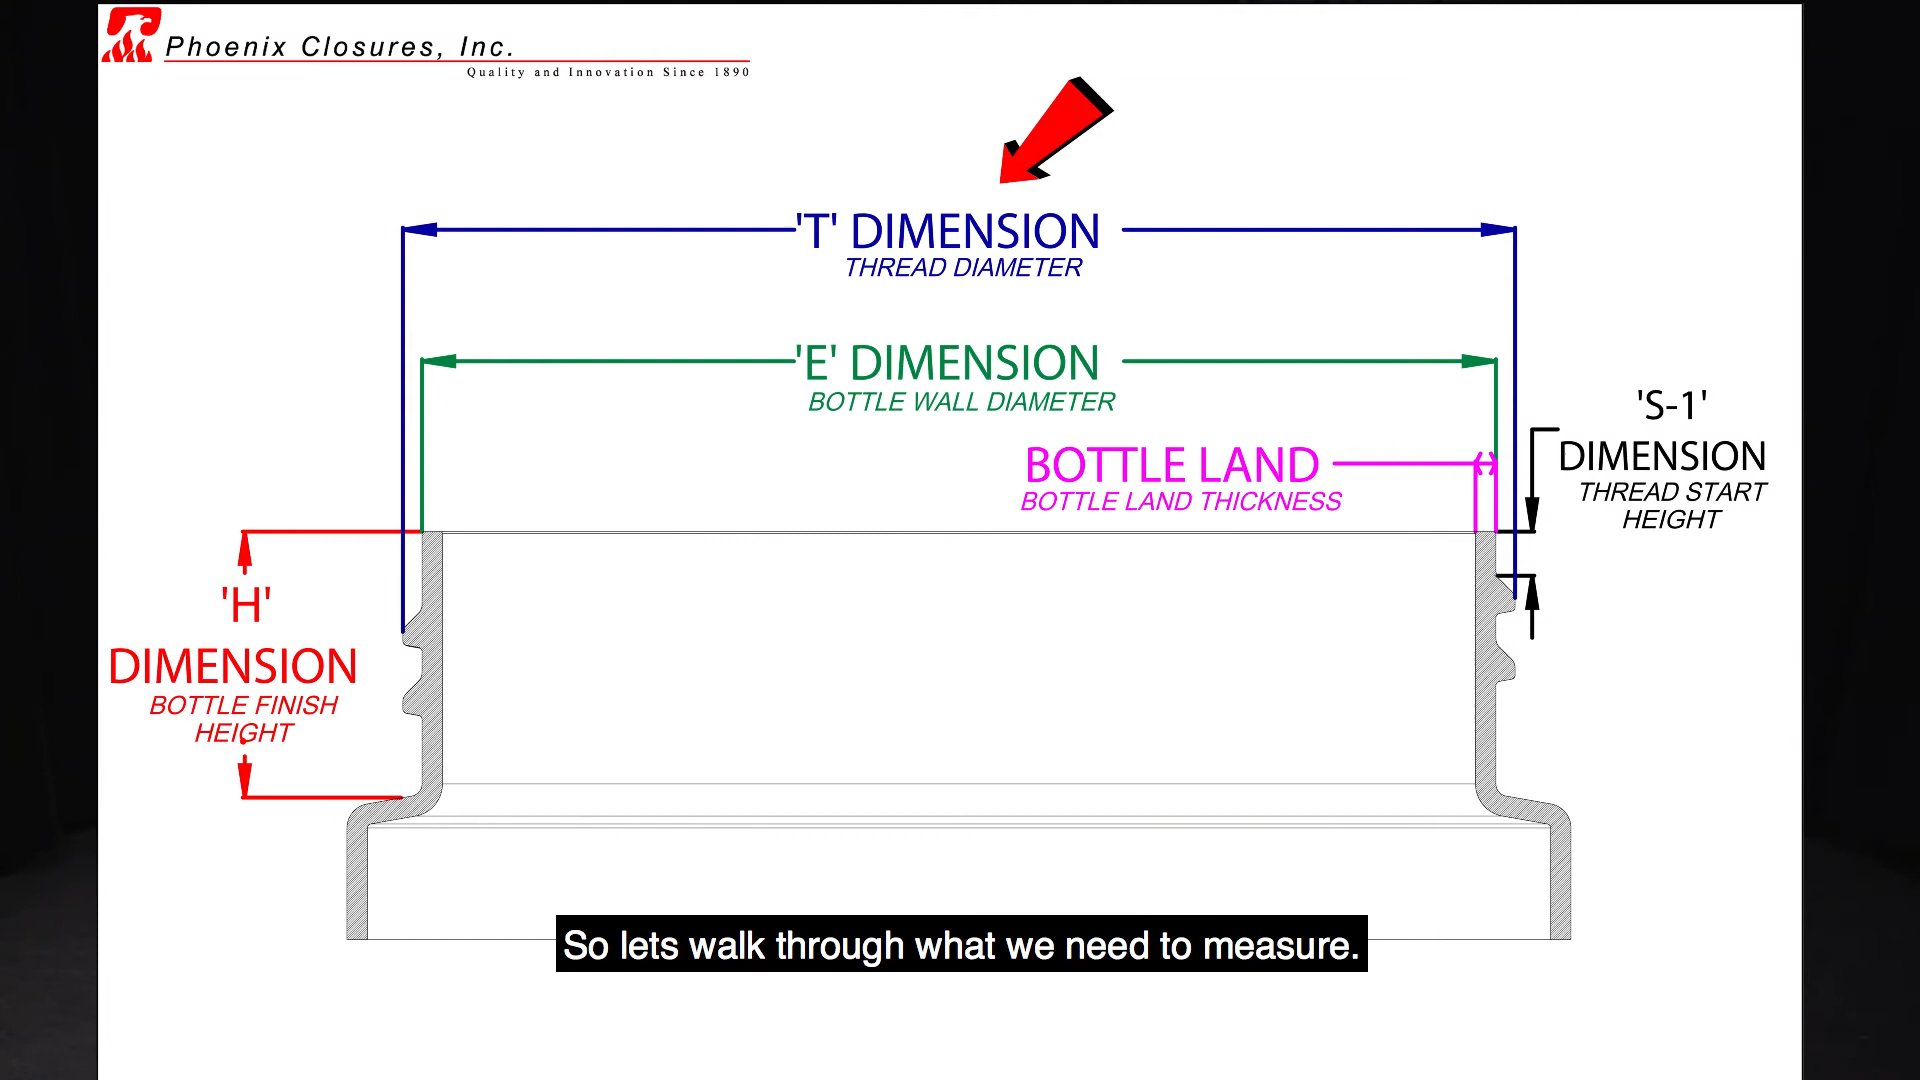 Phoenix Closures, Inc.
Quality and Innovation Since 1890
'T' DIMENSION
THREAD DIAMETER
'E' DIMENSION
BOTTLE WALL DIAMETER
BOTTLE LAND
BOTTLE LAND THICKNESS
'S-1'
DIMENSION
THREAD START
HEIGHT
'H'
DIMENSION
BOTTLE FINISH
HEIGHT
So lets walk through what we need to measure.